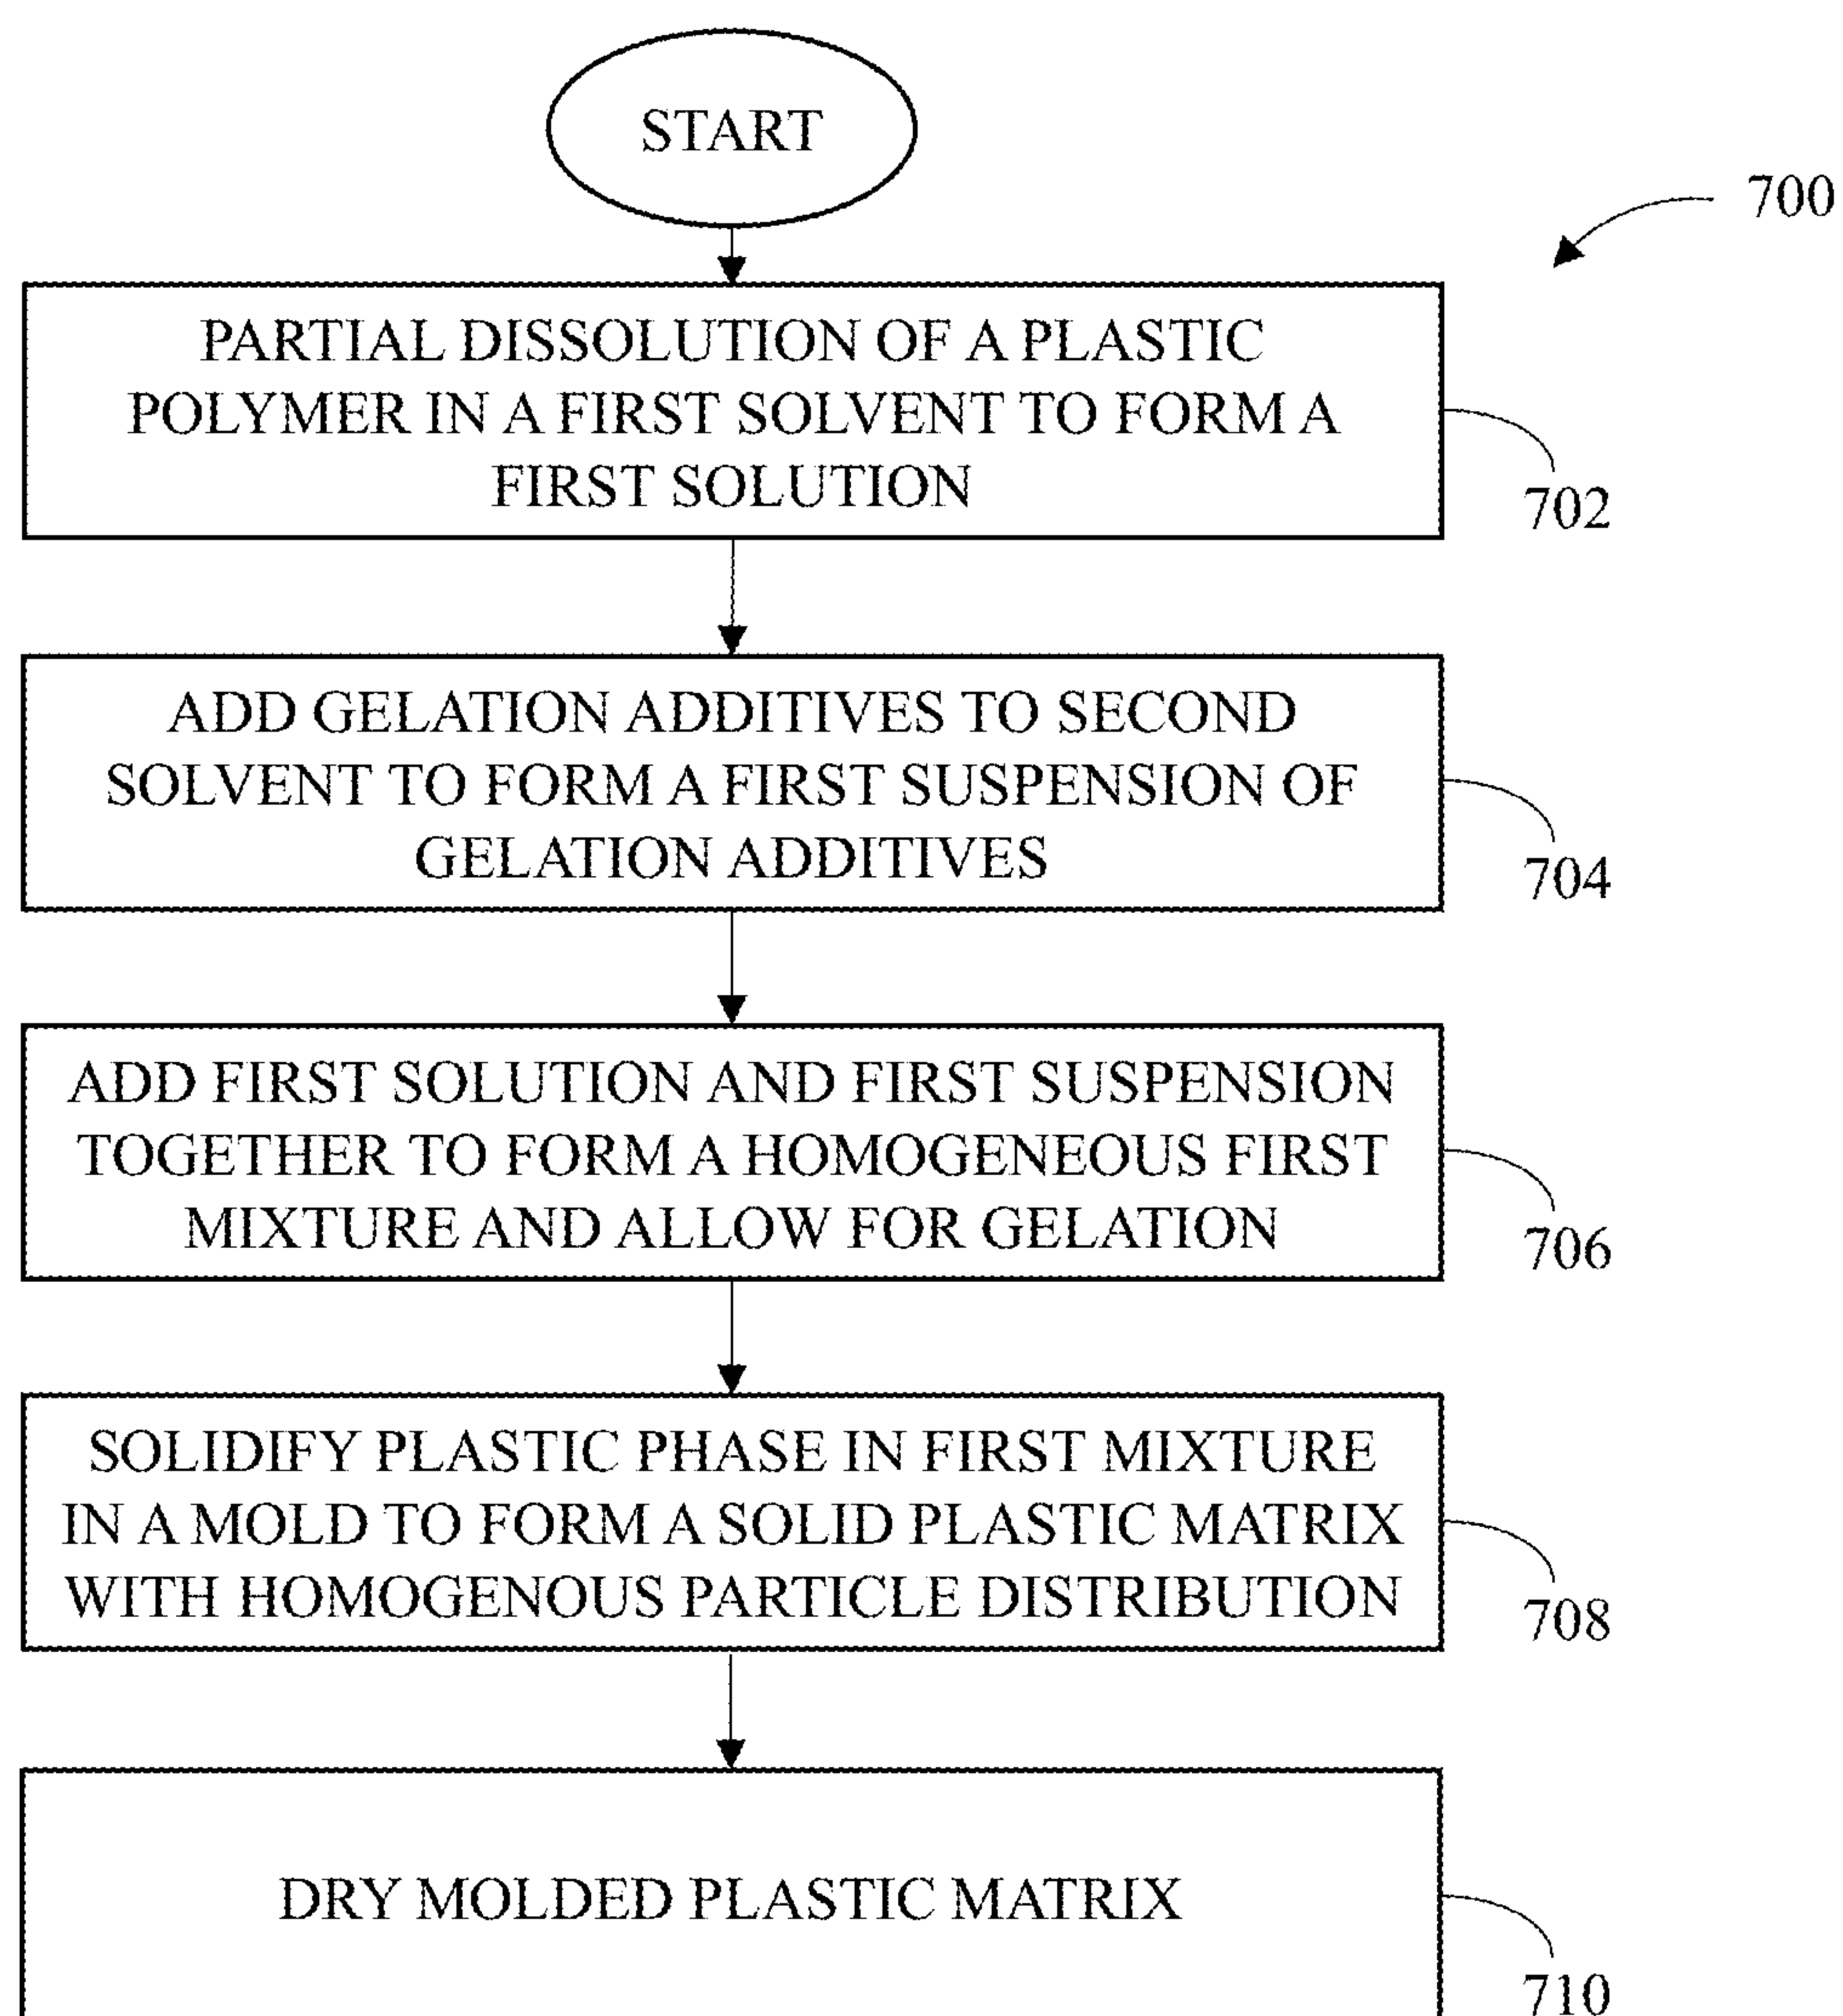 START
700
PARTIAL DISSOLUTION OF A PLASTIC
POLYMER IN A FIRST SOLVENT TO FORM A
FIRST SOLUTION
702
ADD GELATION ADDITIVES TO SECOND
SOLVENT TO FORM A FIRST SUSPENSION OF
GELATION ADDITIVES
704
ADD FIRST SOLUTION AND FIRST SUSPENSION
TOGETHER TO FORM A HOMOGENEOUS FIRST
MIXTURE AND ALLOW FOR GELATION
706
SOLIDIFY PLASTIC PHASE IN FIRST MIXTURE
IN A MOLD TO FORM A SOLID PLASTIC MATRIX
WITH HOMOGENOUS PARTICLE DISTRIBUTION
708
DRY MOLDED PLASTIC MATRIX
710